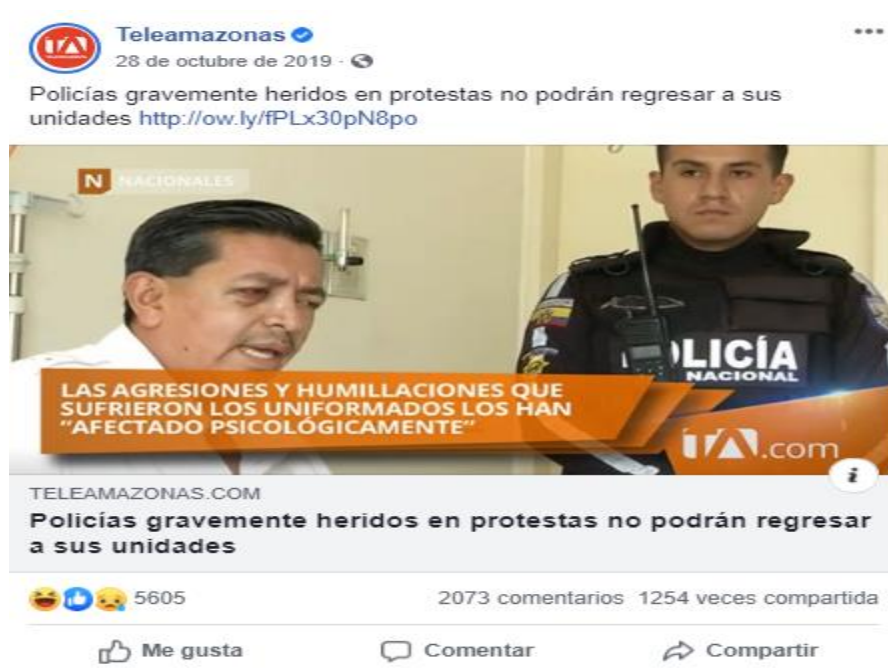 Teleamazonas
28 de octubre de 2019 ·
Policías gravemente heridos en protestas no podrán regresar a sus
unidades http://ow.ly/fPLx30pN8po
N NACIONALES
POLICÍA
NACIONAL
LAS AGRESIONES Y HUMILLACIONES QUE
SUFRIERON LOS UNIFORMADOS LOS HAN
"AFECTADO PSICOLÓGICAMENTE"
TA.com
i
TELEAMAZONAS.COM
Policías gravemente heridos en protestas no podrán regresar
a sus unidades
5605 2073 comentarios 1254 veces compartida
Me gusta Comentar Compartir